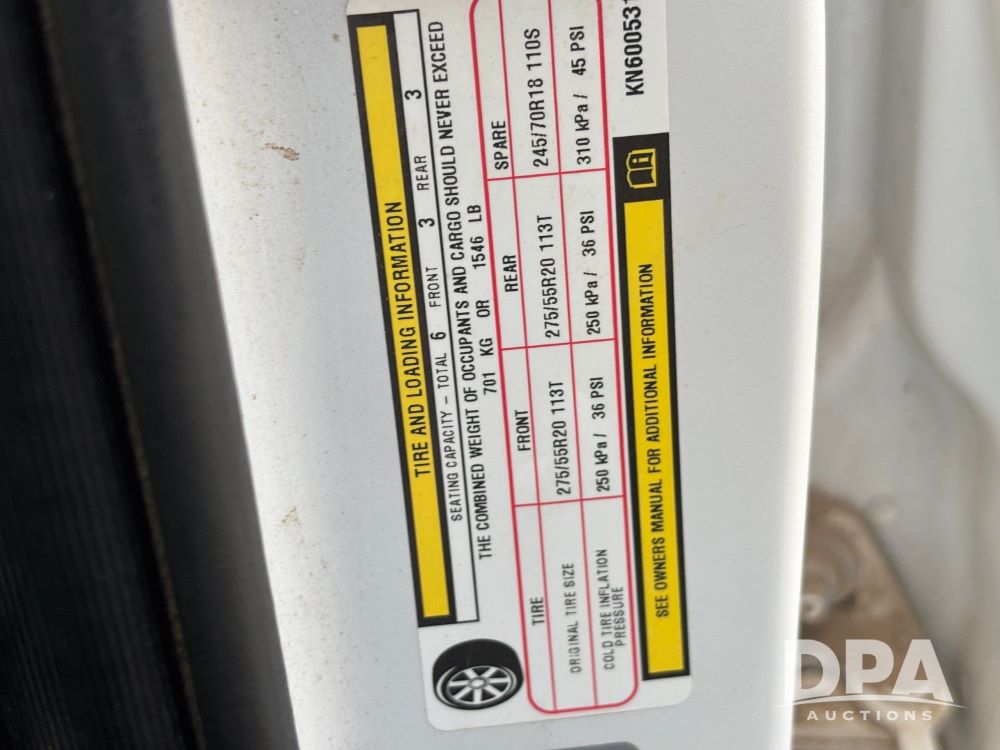 TIRE AND LOADING INFORMATION
SEATING CAPACITY – TOTAL 6 FRONT 3 REAR 3
THE COMBINED WEIGHT OF OCCUPANTS AND CARGO SHOULD NEVER EXCEED
701 KG OR 1546 LB
TIRE FRONT REAR SPARE
ORIGINAL TIRE SIZE 275/55R20 113T 275/55R20 113T 245/70R18 110S
COLD TIRE INFLATION PRESSURE 250 kPa / 36 PSI 250 kPa / 36 PSI 310 kPa / 45 PSI
SEE OWNERS MANUAL FOR ADDITIONAL INFORMATION
KN600531
DPA
AUCTIONS